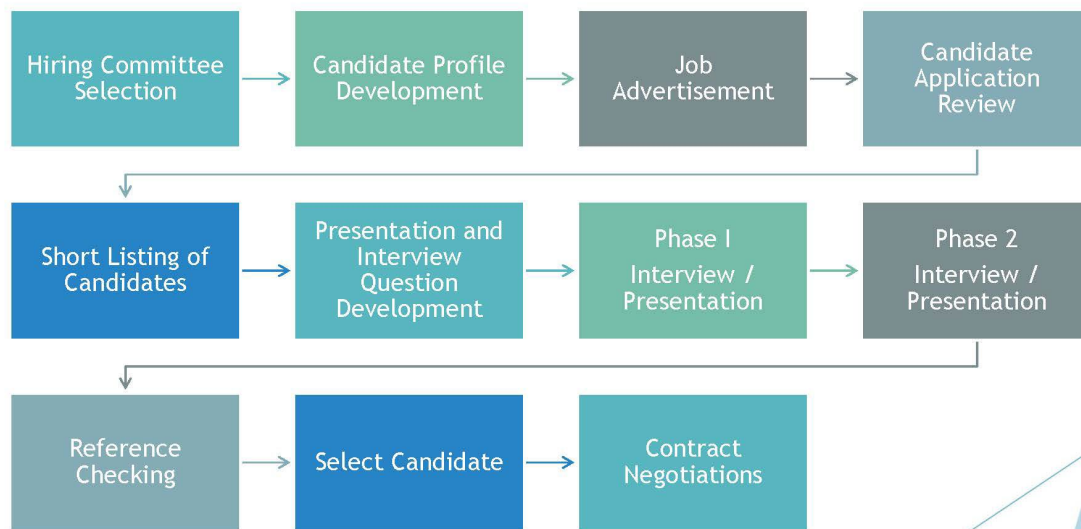 Hiring Committee
Selection
Candidate Profile
Development
Job
Advertisement
Candidate
Application
Review
Short Listing of
Candidates
Presentation and
Interview
Question
Development
Phase I
Interview /
Presentation
Phase 2
Interview /
Presentation
Reference
Checking
Select Candidate
Contract
Negotiations